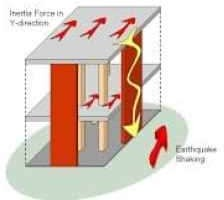 Inertia Force in
Y-direction
Earthquake
Shaking